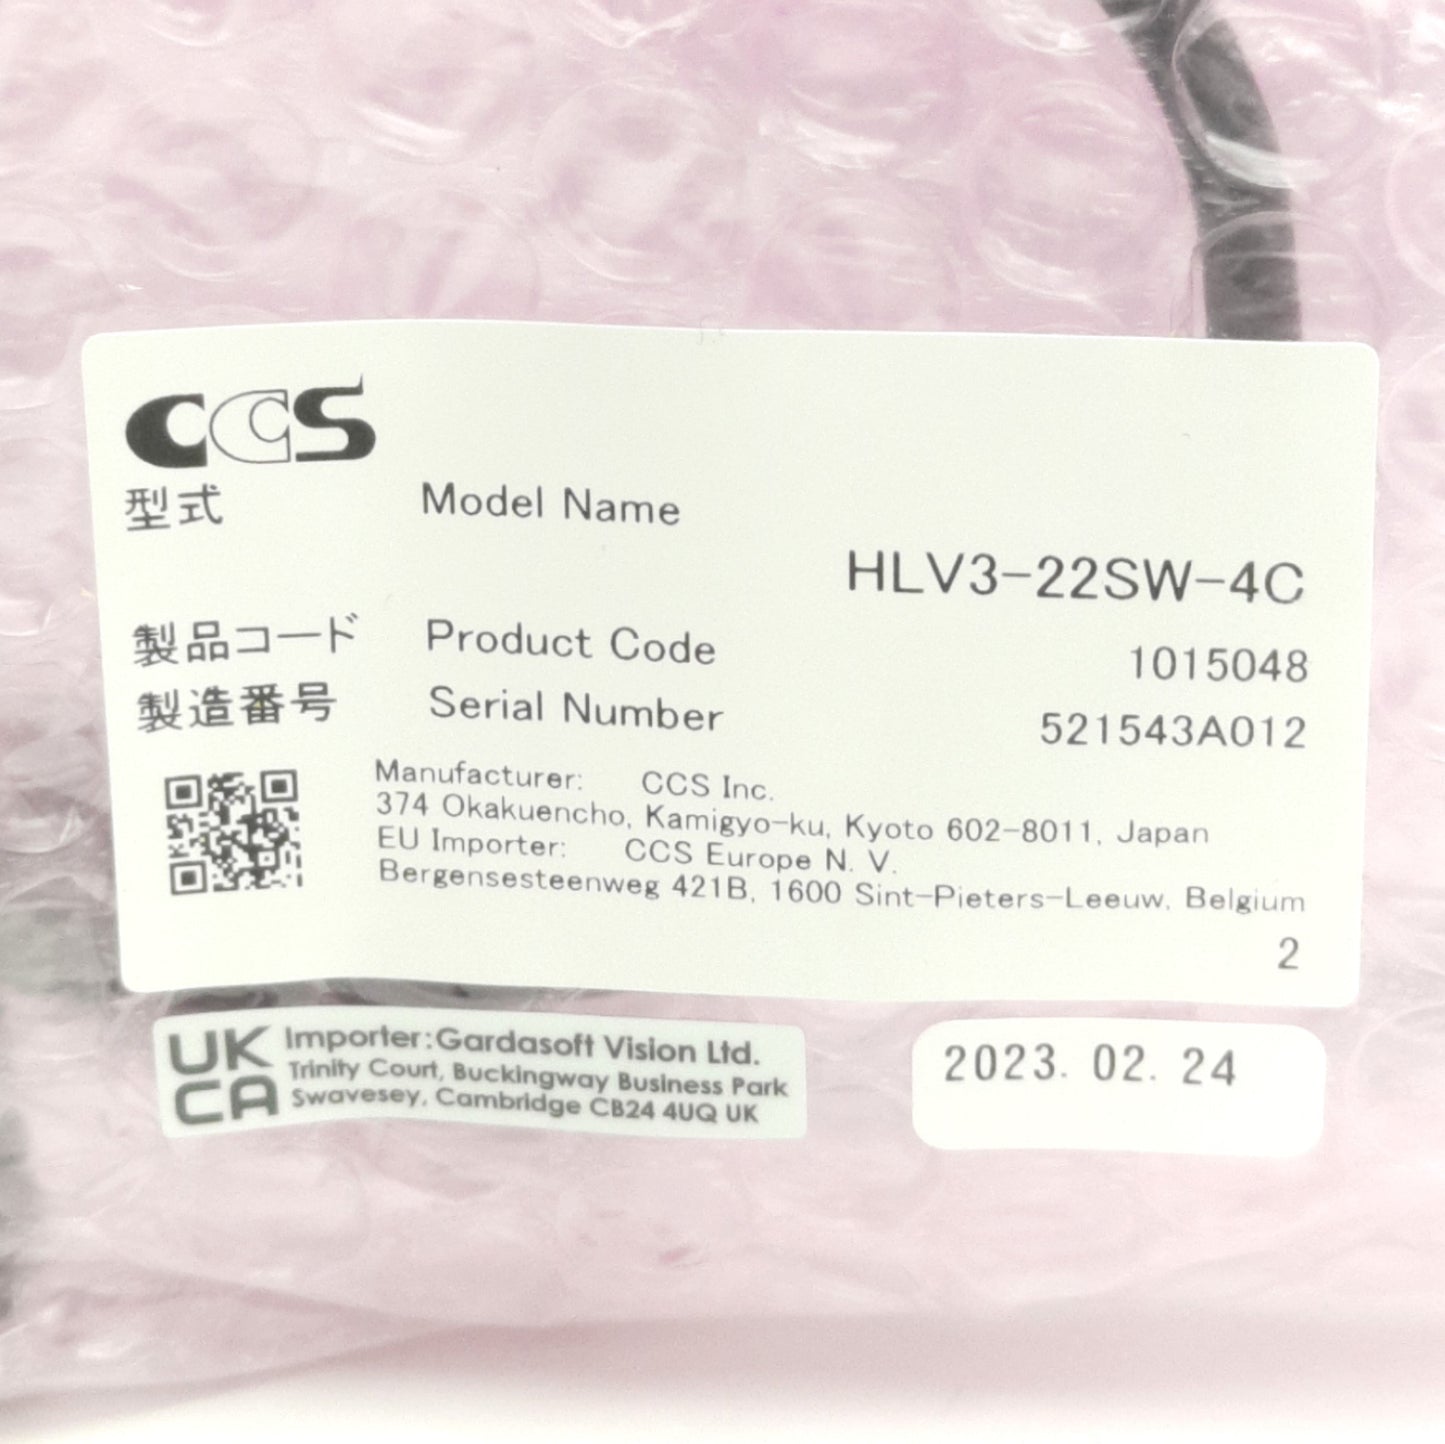 CCS
型式 Model Name
HLV3-22SW-4C
製品コード Product Code 1015048
製造番号 Serial Number 521543A012
Manufacturer: CCS Inc.
374 Okakuencho, Kamigyo-ku, Kyoto 602-8011, Japan
EU Importer: CCS Europe N. V.
Bergensesteenweg 421B, 1600 Sint-Pieters-Leeuw, Belgium
2
UK
CA
Importer:Gardasoft Vision Ltd.
Trinity Court, Buckingway Business Park
Swavesey, Cambridge CB24 4UQ UK
2023. 02. 24